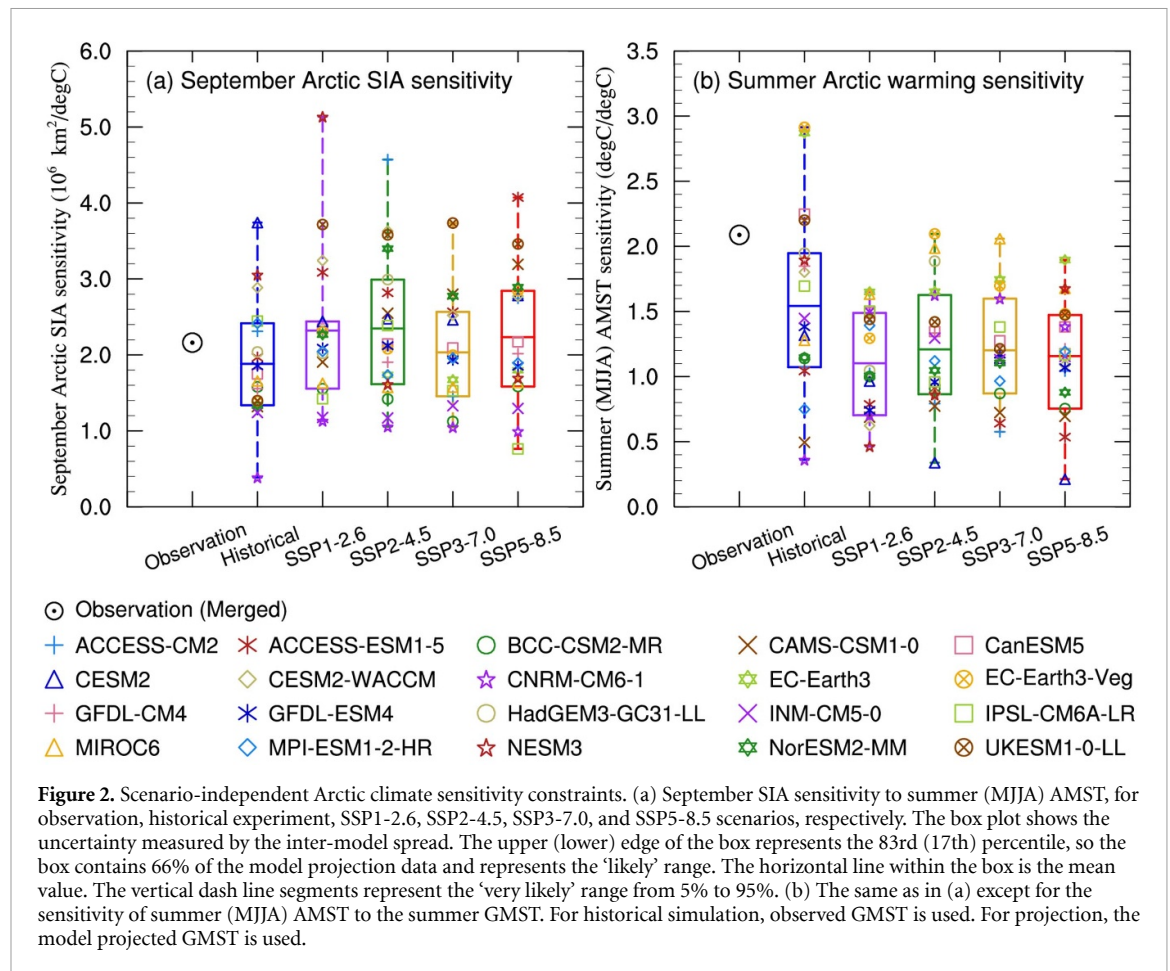 (a) September Arctic SIA sensitivity
September Arctic SIA sensitivity (10⁶ km²/degC)
6.0
5.0
4.0
3.0
2.0
1.0
0.0
Observation
Historical
SSP1-2.6
SSP2-4.5
SSP3-7.0
SSP5-8.5
(b) Summer Arctic warming sensitivity
Summer (MJJA) AMST sensitivity (degC/degC)
3.5
3.0
2.5
2.0
1.5
1.0
0.5
0.0
Observation
Historical
SSP1-2.6
SSP2-4.5
SSP3-7.0
SSP5-8.5
Observation (Merged)
ACCESS-CM2 ACCESS-ESM1-5 BCC-CSM2-MR CAMS-CSM1-0 CanESM5
CESM2 CESM2-WACCM CNRM-CM6-1 EC-Earth3 EC-Earth3-Veg
GFDL-CM4 GFDL-ESM4 HadGEM3-GC31-LL INM-CM5-0 IPSL-CM6A-LR
MIROC6 MPI-ESM1-2-HR NESM3 NorESM2-MM UKESM1-0-LL
Figure 2. Scenario-independent Arctic climate sensitivity constraints. (a) September SIA sensitivity to summer (MJJA) AMST, for
observation, historical experiment, SSP1-2.6, SSP2-4.5, SSP3-7.0, and SSP5-8.5 scenarios, respectively. The box plot shows the
uncertainty measured by the inter-model spread. The upper (lower) edge of the box represents the 83rd (17th) percentile, so the
box contains 66% of the model projection data and represents the ‘likely’ range. The horizontal line within the box is the mean
value. The vertical dash line segments represent the ‘very likely’ range from 5% to 95%. (b) The same as in (a) except for the
sensitivity of summer (MJJA) AMST to the summer GMST. For historical simulation, observed GMST is used. For projection, the
model projected GMST is used.